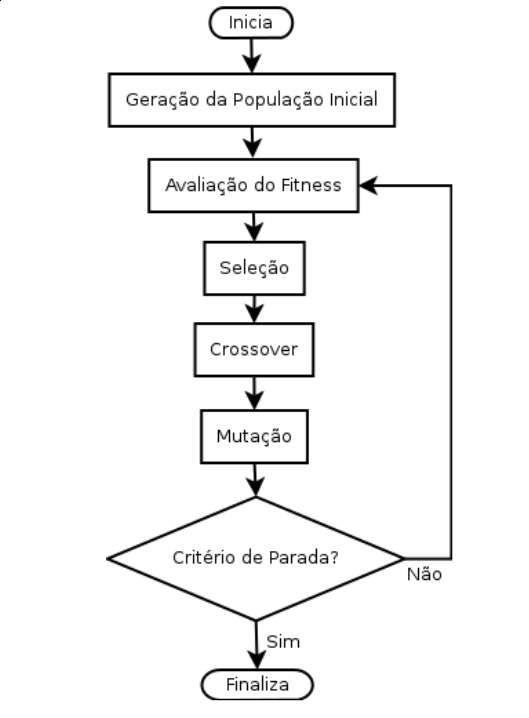 Inicia
Geração da População Inicial
Avaliação do Fitness
Seleção
Crossover
Mutação
Critério de Parada?
Não
Sim
Finaliza